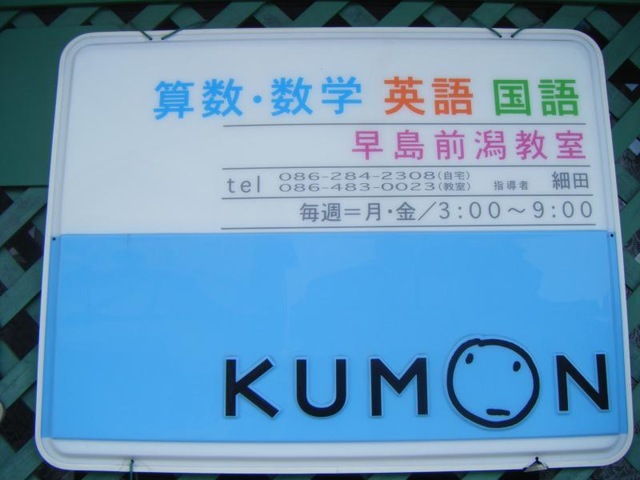 算数・数学 英語 国語
早島前潟教室
tel 086-284-2308(自宅)
086-483-0023(教室) 指導者 細田
毎週=月・金/3:00~9:00
KUMON